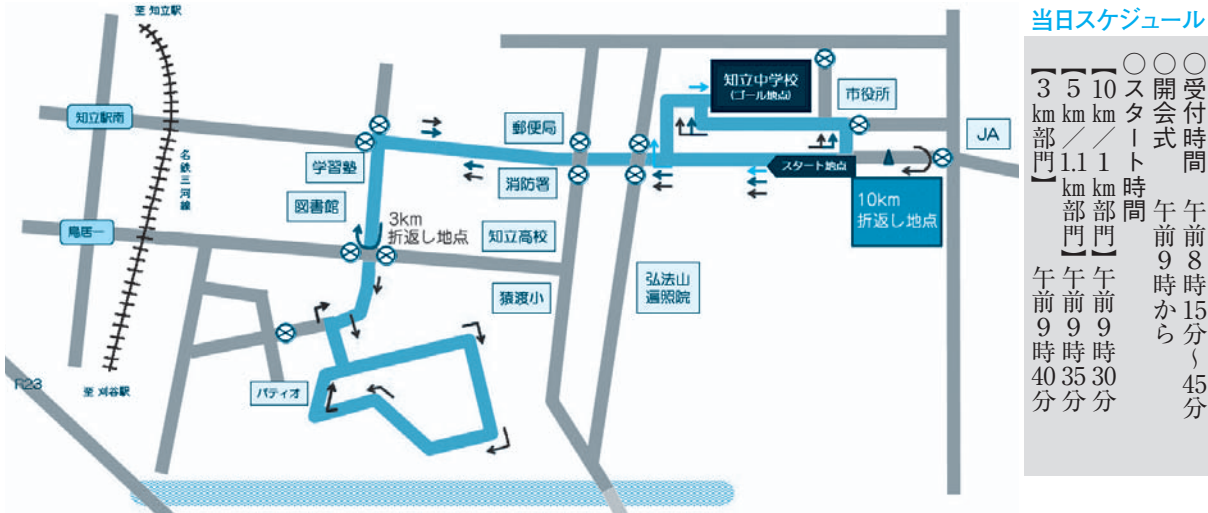 至 知立駅
知立駅南
名鉄三河線
鳥居一
至 刈谷駅
R23
学習塾
図書館
3km
折返し地点
パティオ
郵便局
消防署
知立高校
猿渡小
弘法山
遍照院
知立中学校
(ゴール地点)
市役所
JA
スタート地点
10km
折返し地点
当日スケジュール
○受付時間 午前8時15分～45分
○開会式 午前9時から
○スタート時間
【10km／1km部門】午前9時30分
【5km／1.1km部門】午前9時35分
【3km部門】 午前9時40分